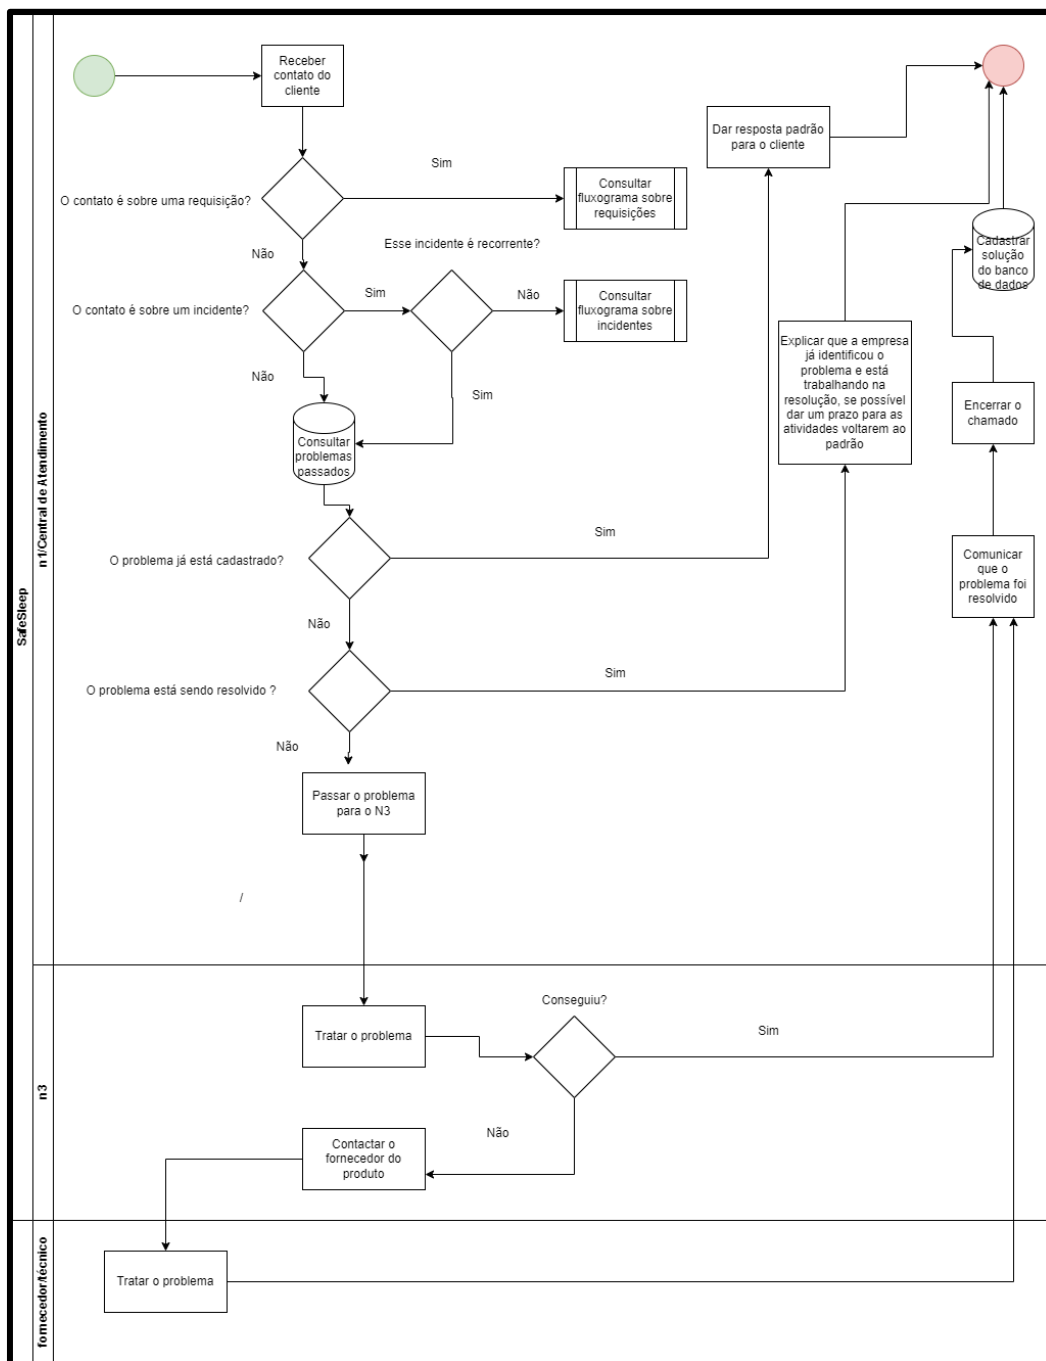 SafeSleep
n1/Central de Atendimento
Receber
contato do
cliente
O contato é sobre uma requisição?
Sim
Consultar
fluxograma sobre
requisições
Não
Esse incidente é recorrente?
O contato é sobre um incidente?
Sim
Não
Consultar
fluxograma sobre
incidentes
Não
Sim
Consultar
problemas
passados
O problema já está cadastrado?
Sim
Não
O problema está sendo resolvido ?
Sim
Não
Passar o problema
para o N3
/
Dar resposta padrão
para o cliente
Explicar que a empresa
já identificou o
problema e está
trabalhando na
resolução, se possível
dar um prazo para as
atividades voltarem ao
padrão
Cadastrar
solução
do banco
de dados
Encerrar o
chamado
Comunicar
que o
problema foi
resolvido
n3
Tratar o problema
Conseguiu?
Sim
Não
Contactar o
fornecedor do
produto
fornecedor/técnico
Tratar o problema